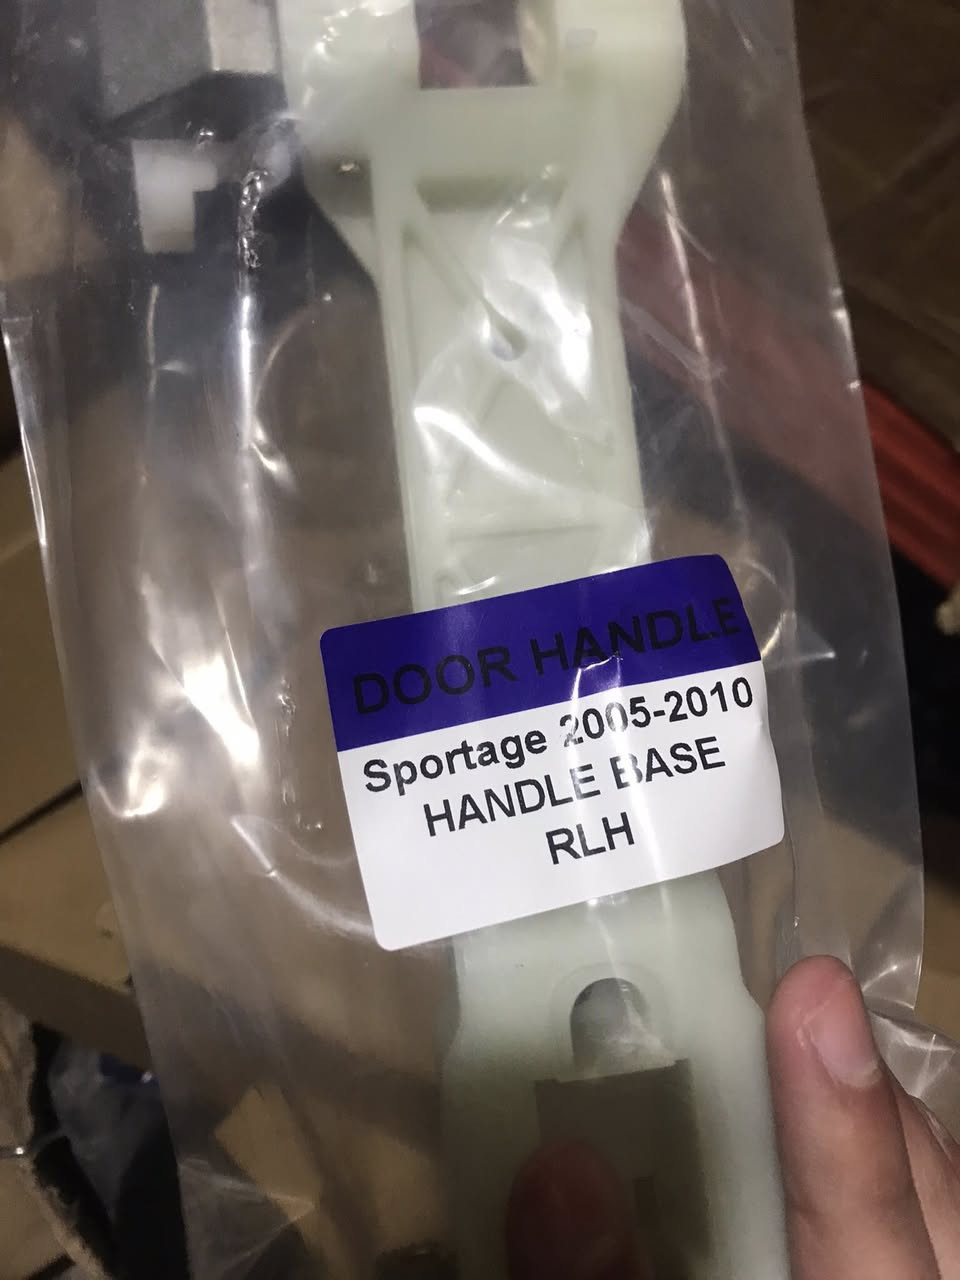 DOOR HANDLE
Sportage 2005-2010
HANDLE BASE
RLH